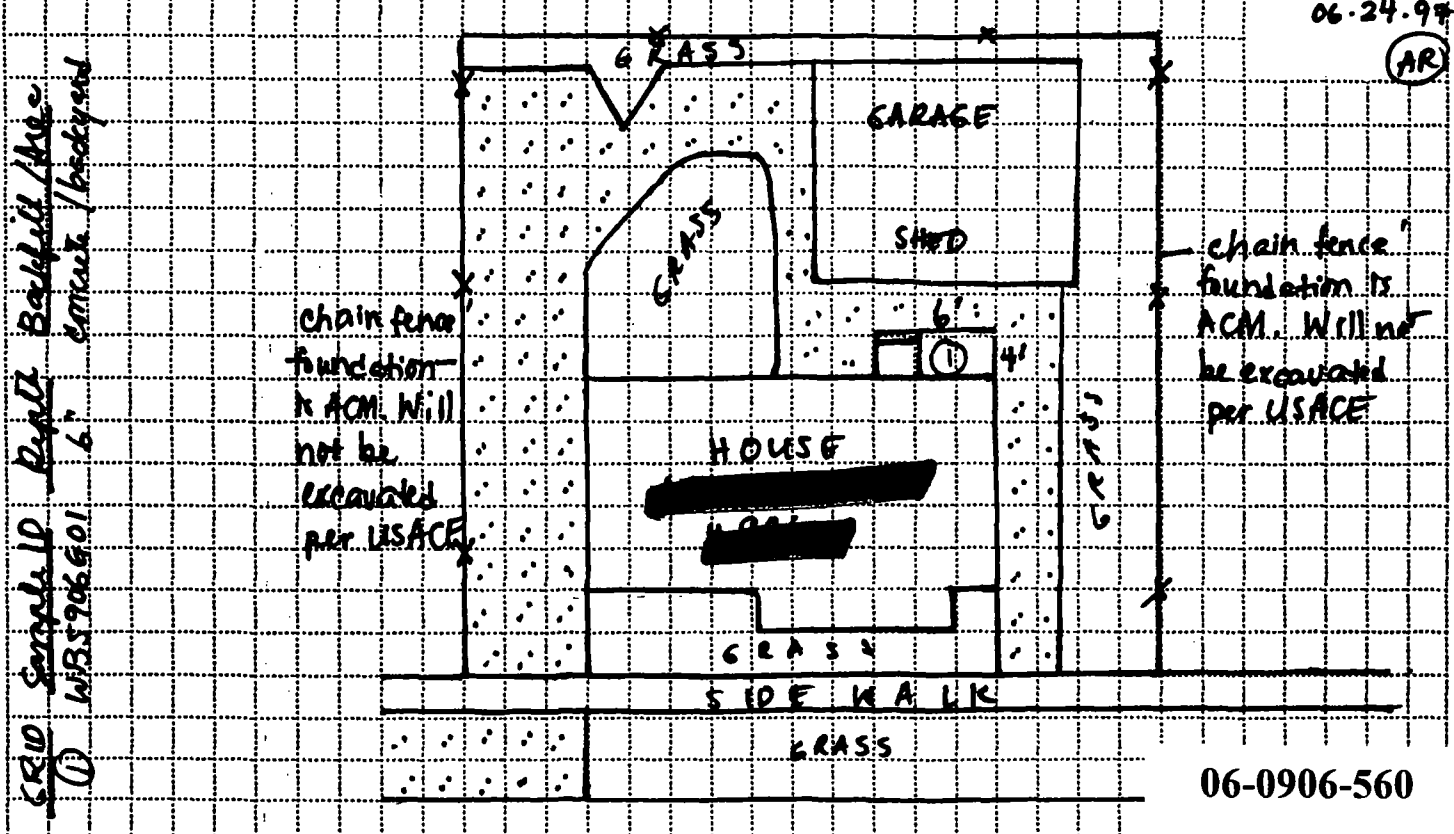 06.24.97
AR
GRASS
GARAGE
SHED
GRASS
6'
4'
1
chain fence
foundation
is ACM. Will
not be
excavated
per USACE
chain fence
foundation is
ACM. Will not
be excavated
per USACE
HOUSE
GRASS
GRASS
SIDE WALK
GRASS
GRID Sample ID Depth Backfill/Area
1 WBS906G01 6" concrete/backyard
06-0906-560